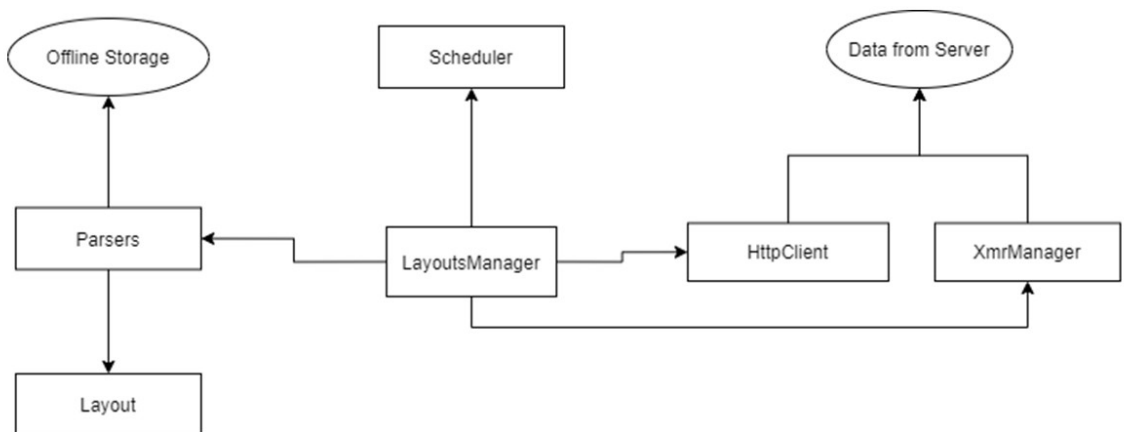 Offline Storage
Scheduler
Data from Server
Parsers
LayoutsManager
HttpClient
XmrManager
Layout